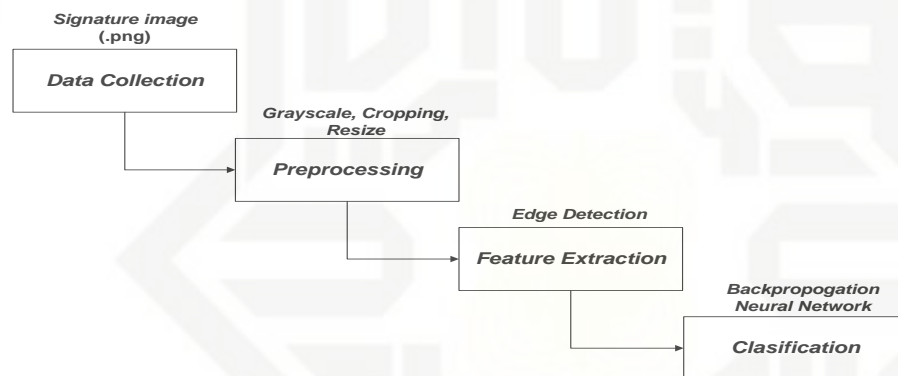 Signature image
(.png)
Data Collection
Grayscale, Cropping,
Resize
Preprocessing
Edge Detection
Feature Extraction
Backpropogation
Neural Network
Clasification